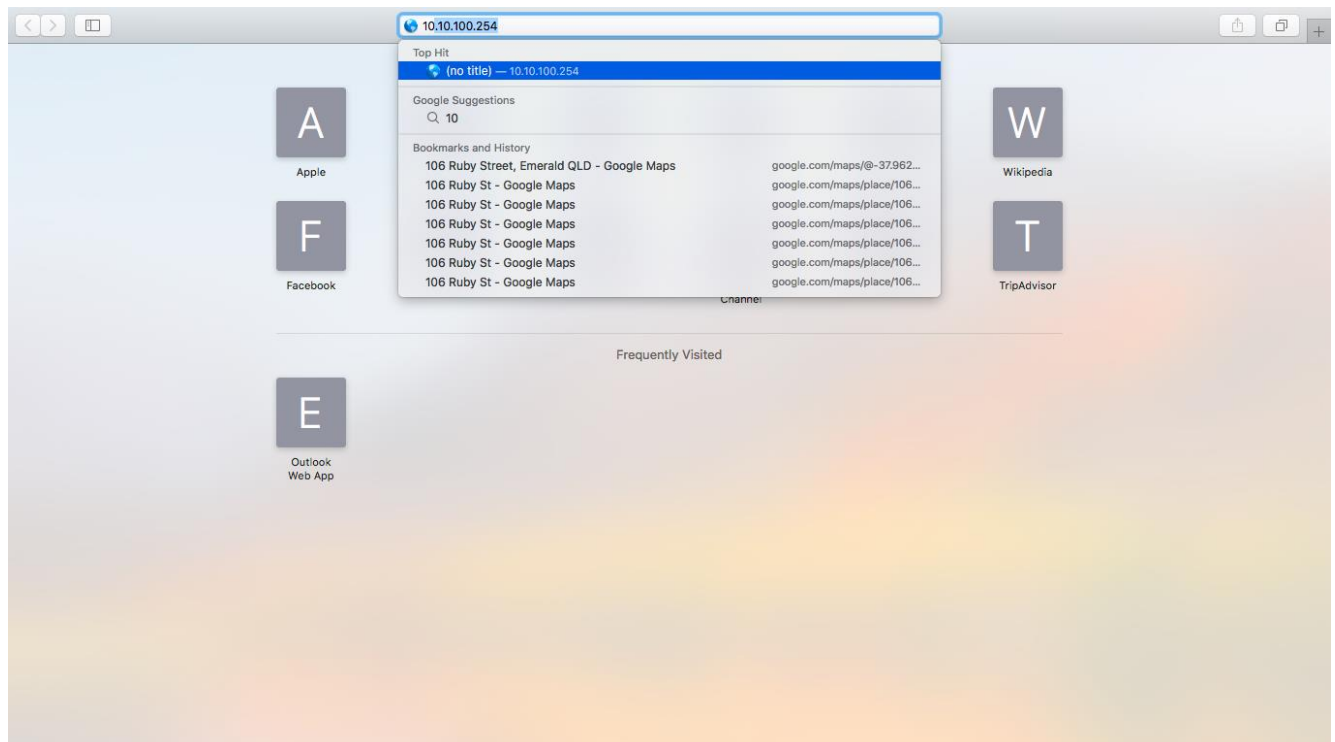 10.10.100.254
Top Hit
(no title) — 10.10.100.254
Google Suggestions
10
Bookmarks and History
106 Ruby Street, Emerald QLD - Google Maps google.com/maps/@-37.962...
106 Ruby St - Google Maps google.com/maps/place/106...
106 Ruby St - Google Maps google.com/maps/place/106...
106 Ruby St - Google Maps google.com/maps/place/106...
106 Ruby St - Google Maps google.com/maps/place/106...
106 Ruby St - Google Maps google.com/maps/place/106...
106 Ruby St - Google Maps google.com/maps/place/106...
A
Apple
W
Wikipedia
F
Facebook
Channel
T
TripAdvisor
Frequently Visited
E
Outlook
Web App